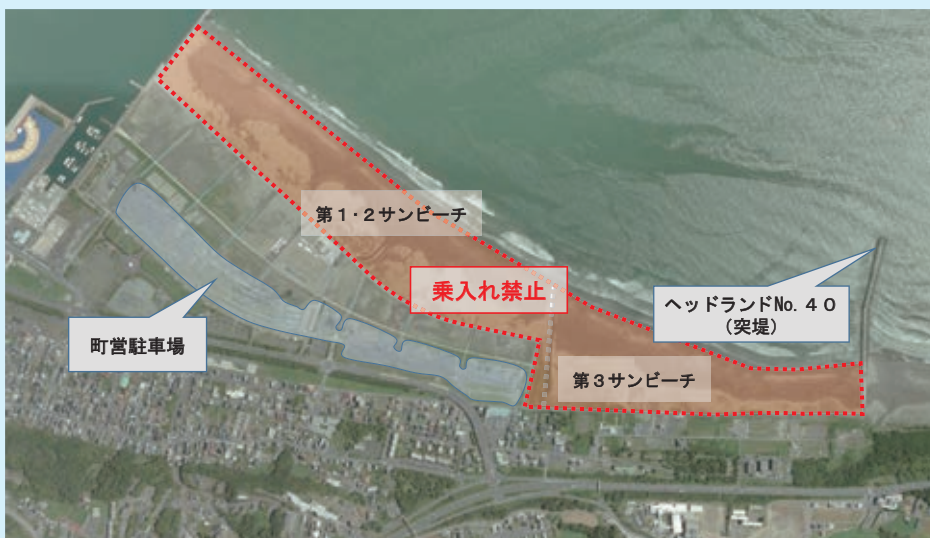 第1・2サンビーチ
乗入れ禁止
ヘッドランドNo. 40
（突堤）
町営駐車場
第3サンビーチ